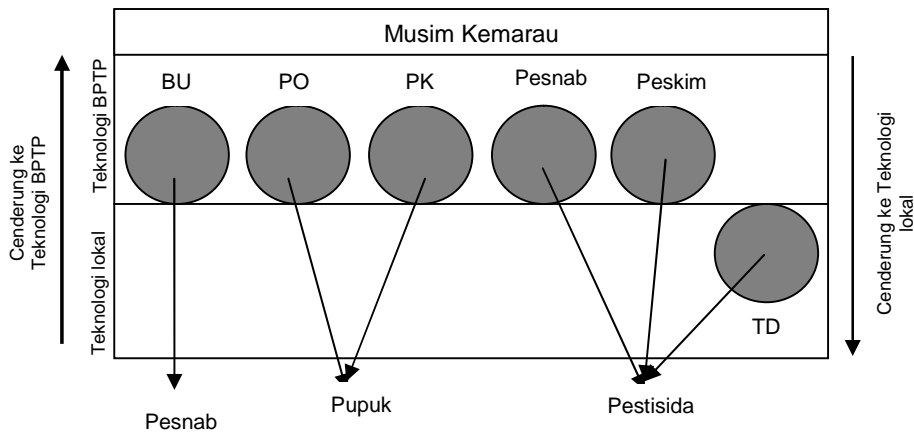 Musim Kemarau
BU PO PK Pesnab Peskim
Cenderung ke
Teknologi BPTP
Teknologi BPTP
Teknologi lokal
TD
Cenderung ke Teknologi
lokal
Pesnab
Pupuk
Pestisida